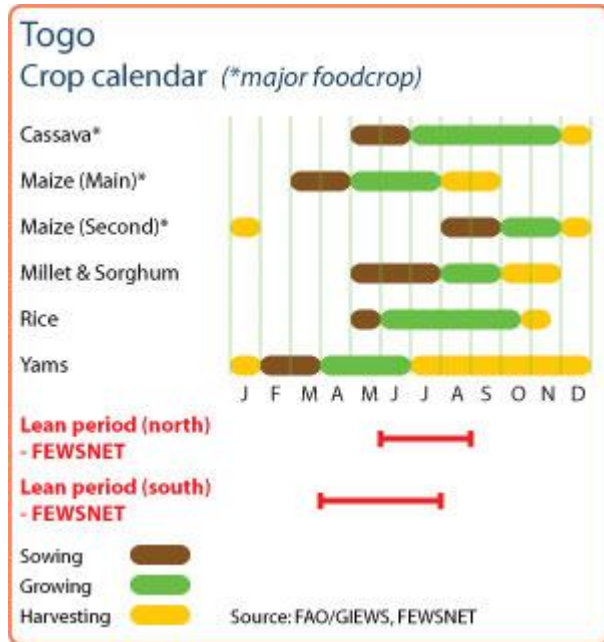 Togo
Crop calendar (*major foodcrop)
Cassava*
Maize (Main)*
Maize (Second)*
Millet & Sorghum
Rice
Yams
J F M A M J J A S O N D
Lean period (north)
- FEWSNET
Lean period (south)
- FEWSNET
Sowing
Growing
Harvesting
Source: FAO/GIEWS, FEWSNET